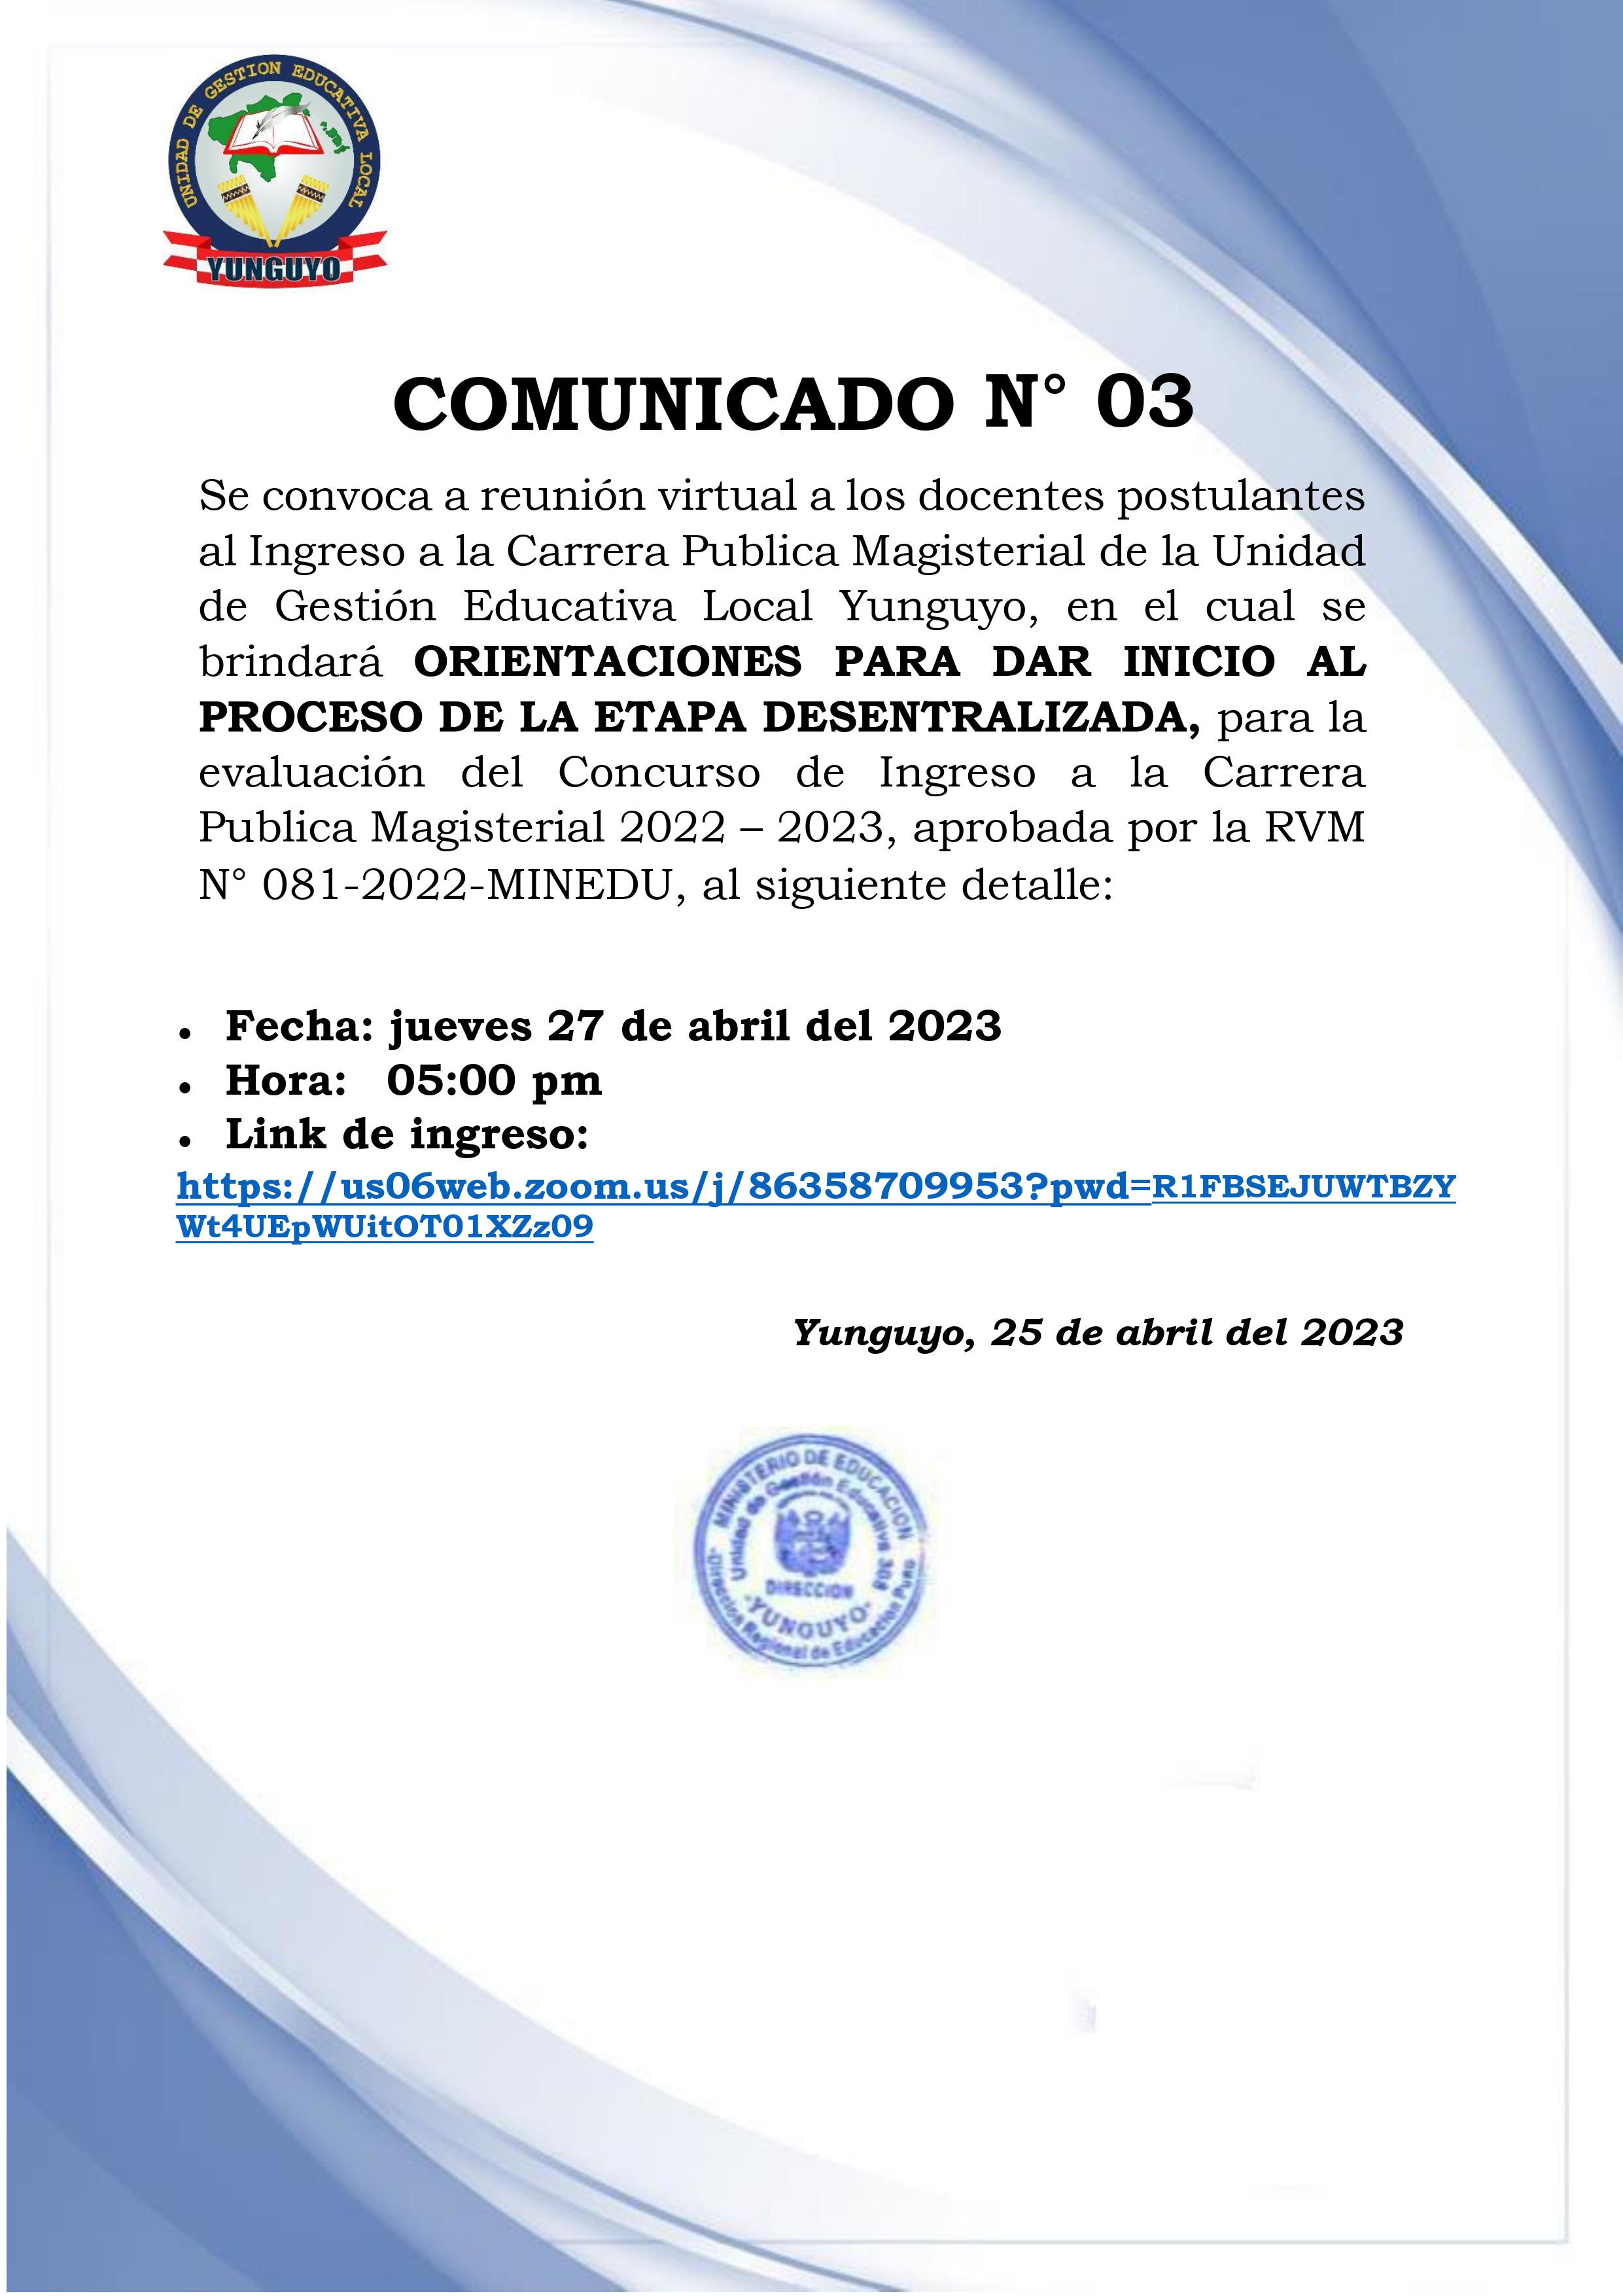 UNIDAD DE GESTION EDUCATIVA LOCAL
YUNGUYO
COMUNICADO N° 03
Se convoca a reunión virtual a los docentes postulantes
al Ingreso a la Carrera Publica Magisterial de la Unidad
de Gestión Educativa Local Yunguyo, en el cual se
brindará ORIENTACIONES PARA DAR INICIO AL
PROCESO DE LA ETAPA DESENTRALIZADA, para la
evaluación del Concurso de Ingreso a la Carrera
Publica Magisterial 2022 – 2023, aprobada por la RVM
N° 081-2022-MINEDU, al siguiente detalle:
• Fecha: jueves 27 de abril del 2023
• Hora: 05:00 pm
• Link de ingreso:
https://us06web.zoom.us/j/86358709953?pwd=R1FBSEJUWTBZY
Wt4UEpWUitOT01XZz09
Yunguyo, 25 de abril del 2023
MINISTERIO DE EDUCACION
Unidad de Gestión Educativa 308
DIRECCION
-YUNGUYO-
-Direccion Regional de Educacion Puno